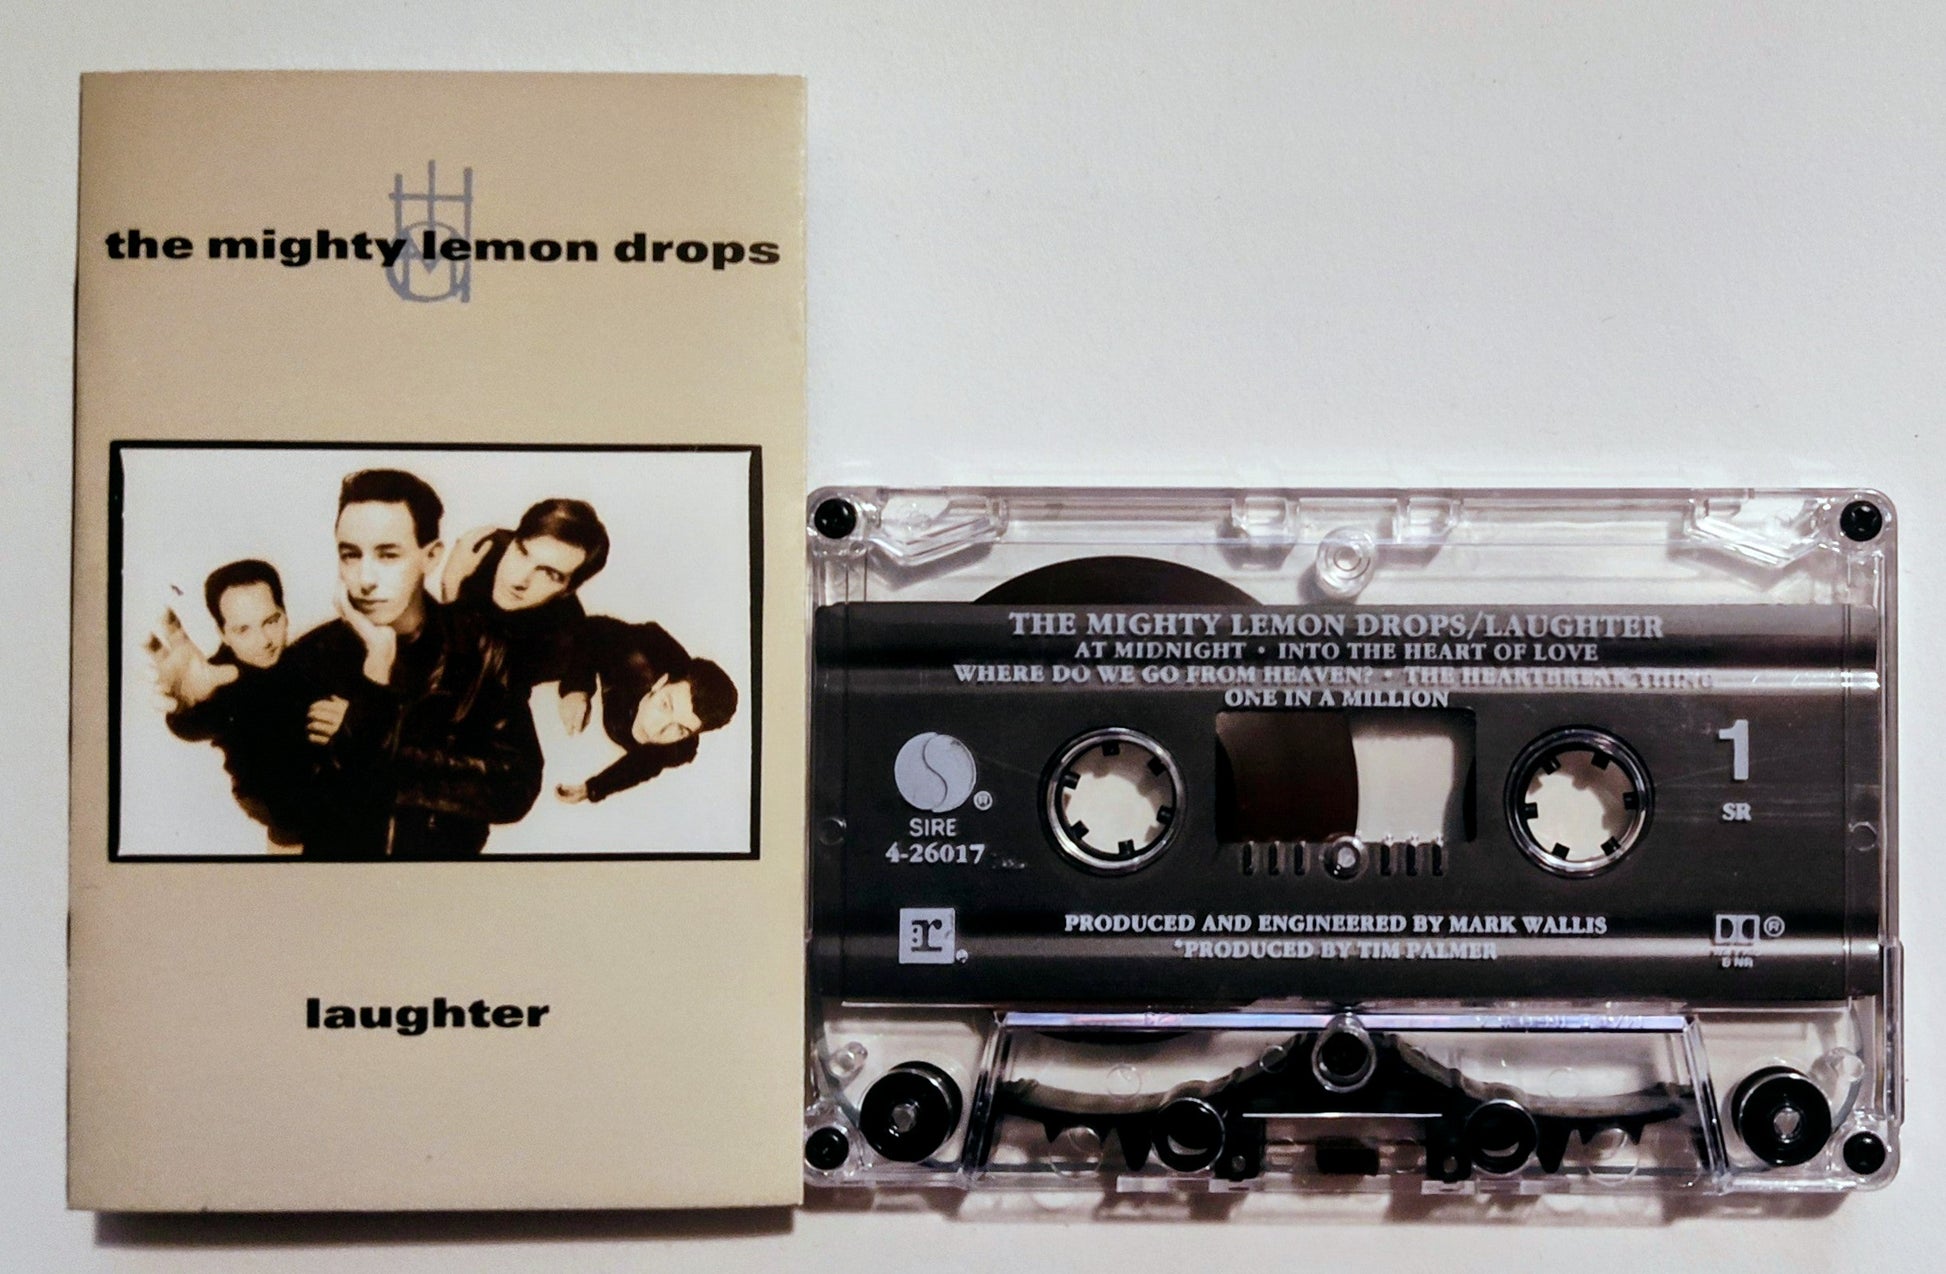 the mighty lemon drops
laughter
THE MIGHTY LEMON DROPS/LAUGHTER
AT MIDNIGHT • INTO THE HEART OF LOVE
WHERE DO WE GO FROM HEAVEN? • THE HEARTBREAK THING
ONE IN A MILLION
1
SR
®
SIRE
4-26017
r
PRODUCED AND ENGINEERED BY MARK WALLIS
*PRODUCED BY TIM PALMER
®
B NR